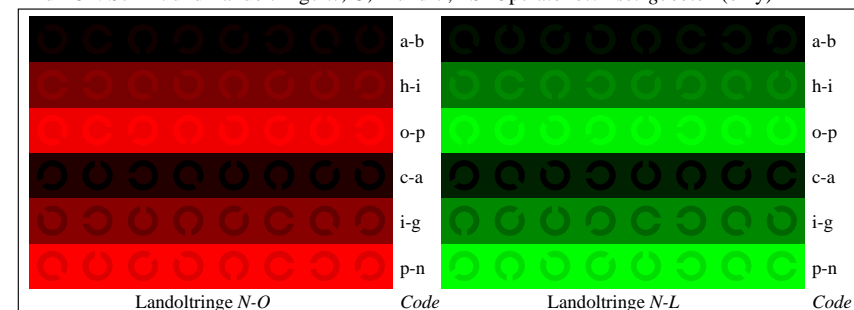 a-b a-b
h-i h-i
o-p o-p
c-a c-a
i-g i-g
p-n p-n
Landoltringe N-O Code Landoltringe N-L Code